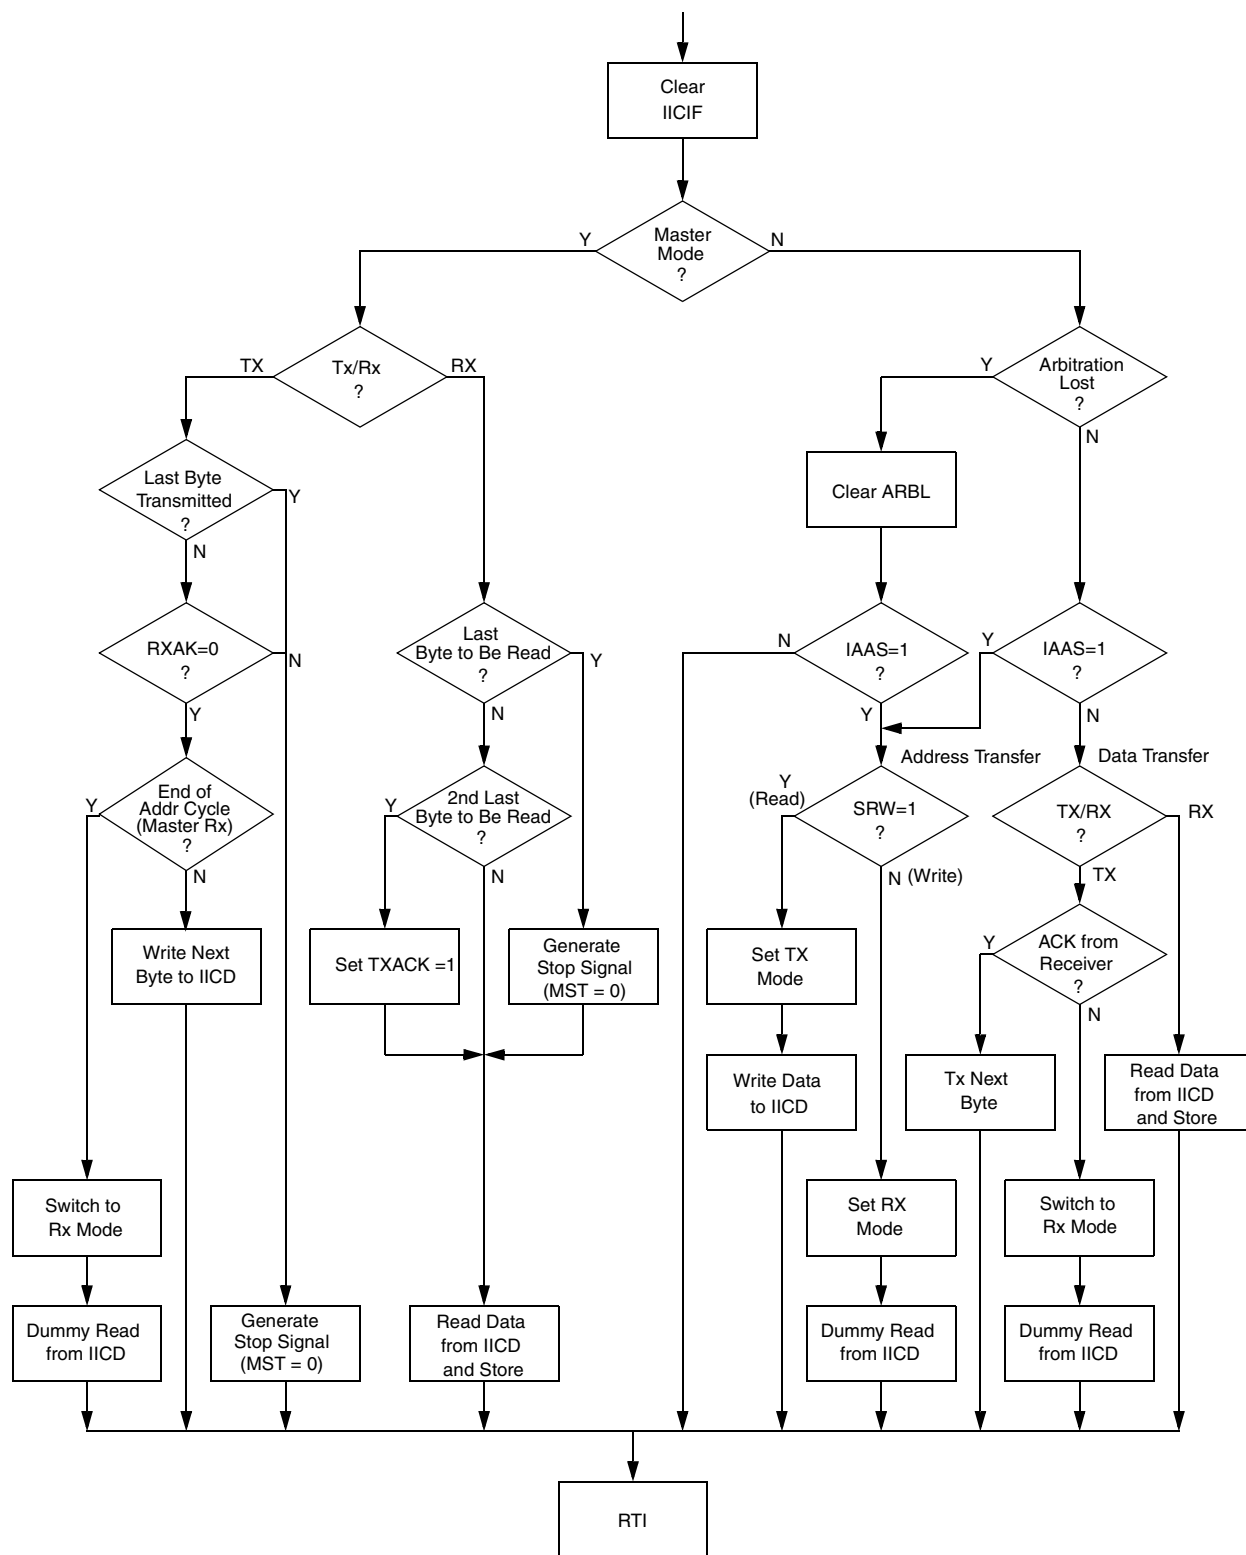 Clear
IICIF
Master
Mode
?
Y
N
Tx/Rx
?
TX
RX
Arbitration
Lost
?
Y
N
Last Byte
Transmitted
?
Y
N
Clear ARBL
RXAK=0
?
N
Y
Last
Byte to Be Read
?
Y
N
IAAS=1
?
N
Y
IAAS=1
?
Y
N
Address Transfer
Data Transfer
End of
Addr Cycle
(Master Rx)
?
Y
N
2nd Last
Byte to Be Read
?
Y
N
Y
(Read)
SRW=1
?
N (Write)
TX/RX
?
RX
TX
Write Next
Byte to IICD
Set TXACK =1
Generate
Stop Signal
(MST = 0)
Set TX
Mode
ACK from
Receiver
?
Y
N
Write Data
to IICD
Tx Next
Byte
Read Data
from IICD
and Store
Switch to
Rx Mode
Set RX
Mode
Switch to
Rx Mode
Dummy Read
from IICD
Generate
Stop Signal
(MST = 0)
Read Data
from IICD
and Store
Dummy Read
from IICD
Dummy Read
from IICD
RTI